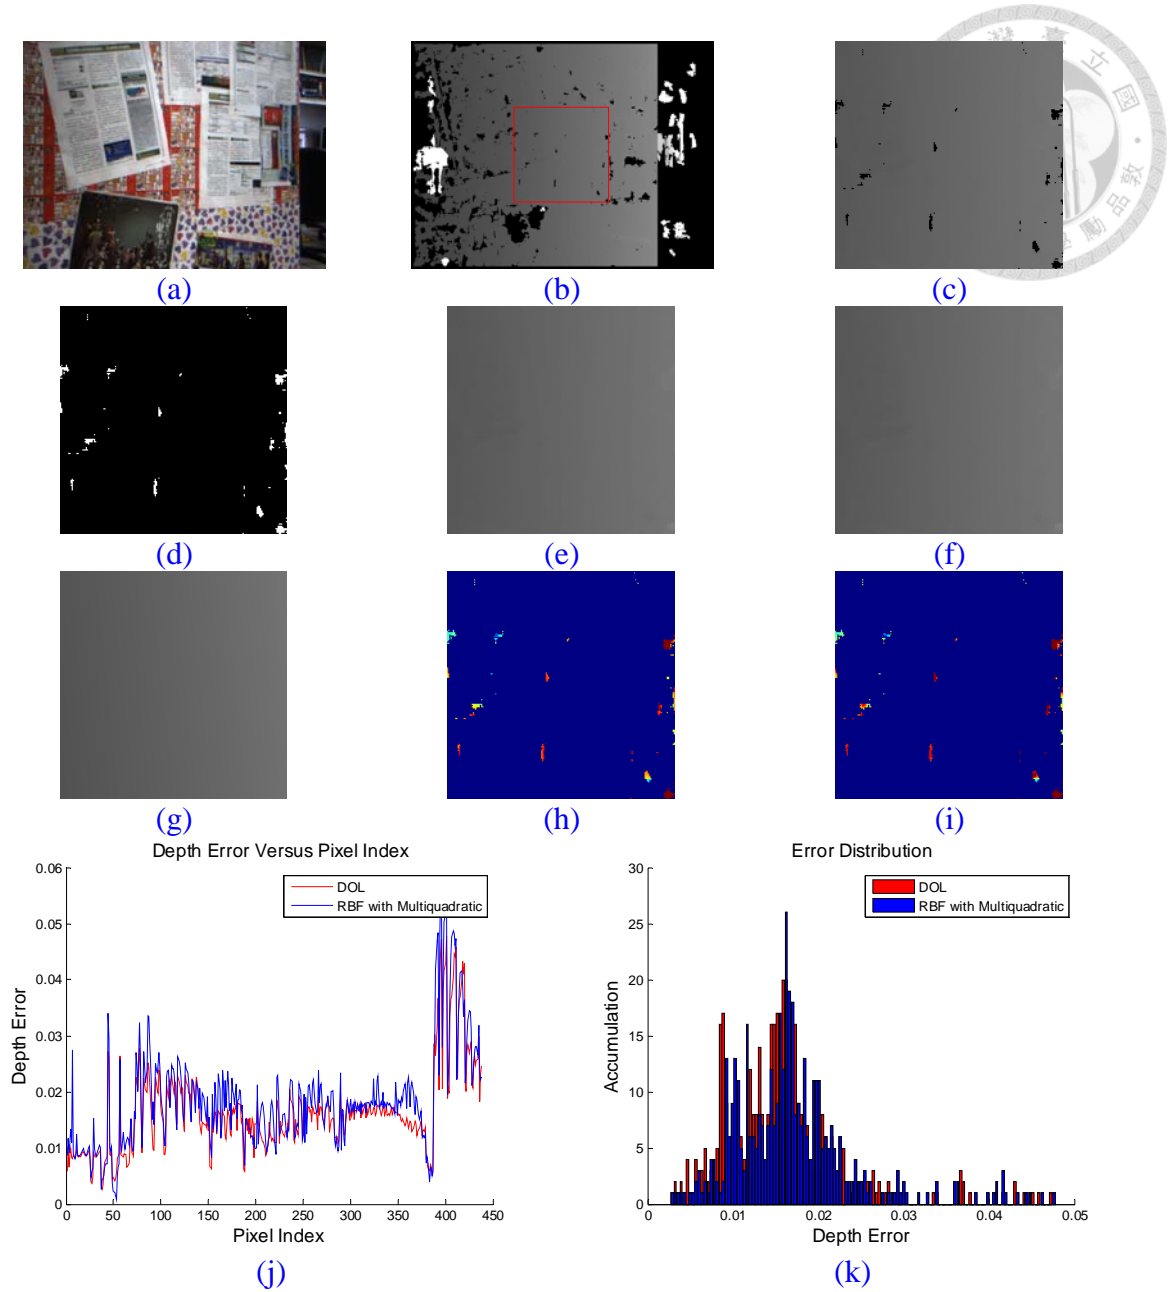 (a)
(b)
(c)
(d)
(e)
(f)
(g)
(h)
(i)
Depth Error Versus Pixel Index
0.06
0.05
0.04
0.03
0.02
0.01
0
Depth Error
DOL
RBF with Multiquadratic
0 50 100 150 200 250 300 350 400 450
Pixel Index
(j)
Error Distribution
30
25
20
15
10
5
0
Accumulation
DOL
RBF with Multiquadratic
0 0.01 0.02 0.03 0.04 0.05
Depth Error
(k)